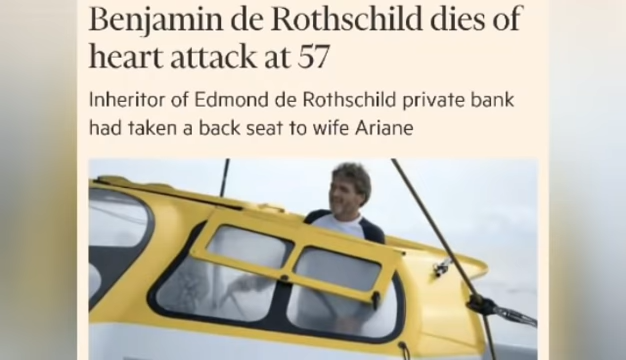 Benjamin de Rothschild dies of
heart attack at 57
Inheritor of Edmond de Rothschild private bank
had taken a back seat to wife Ariane